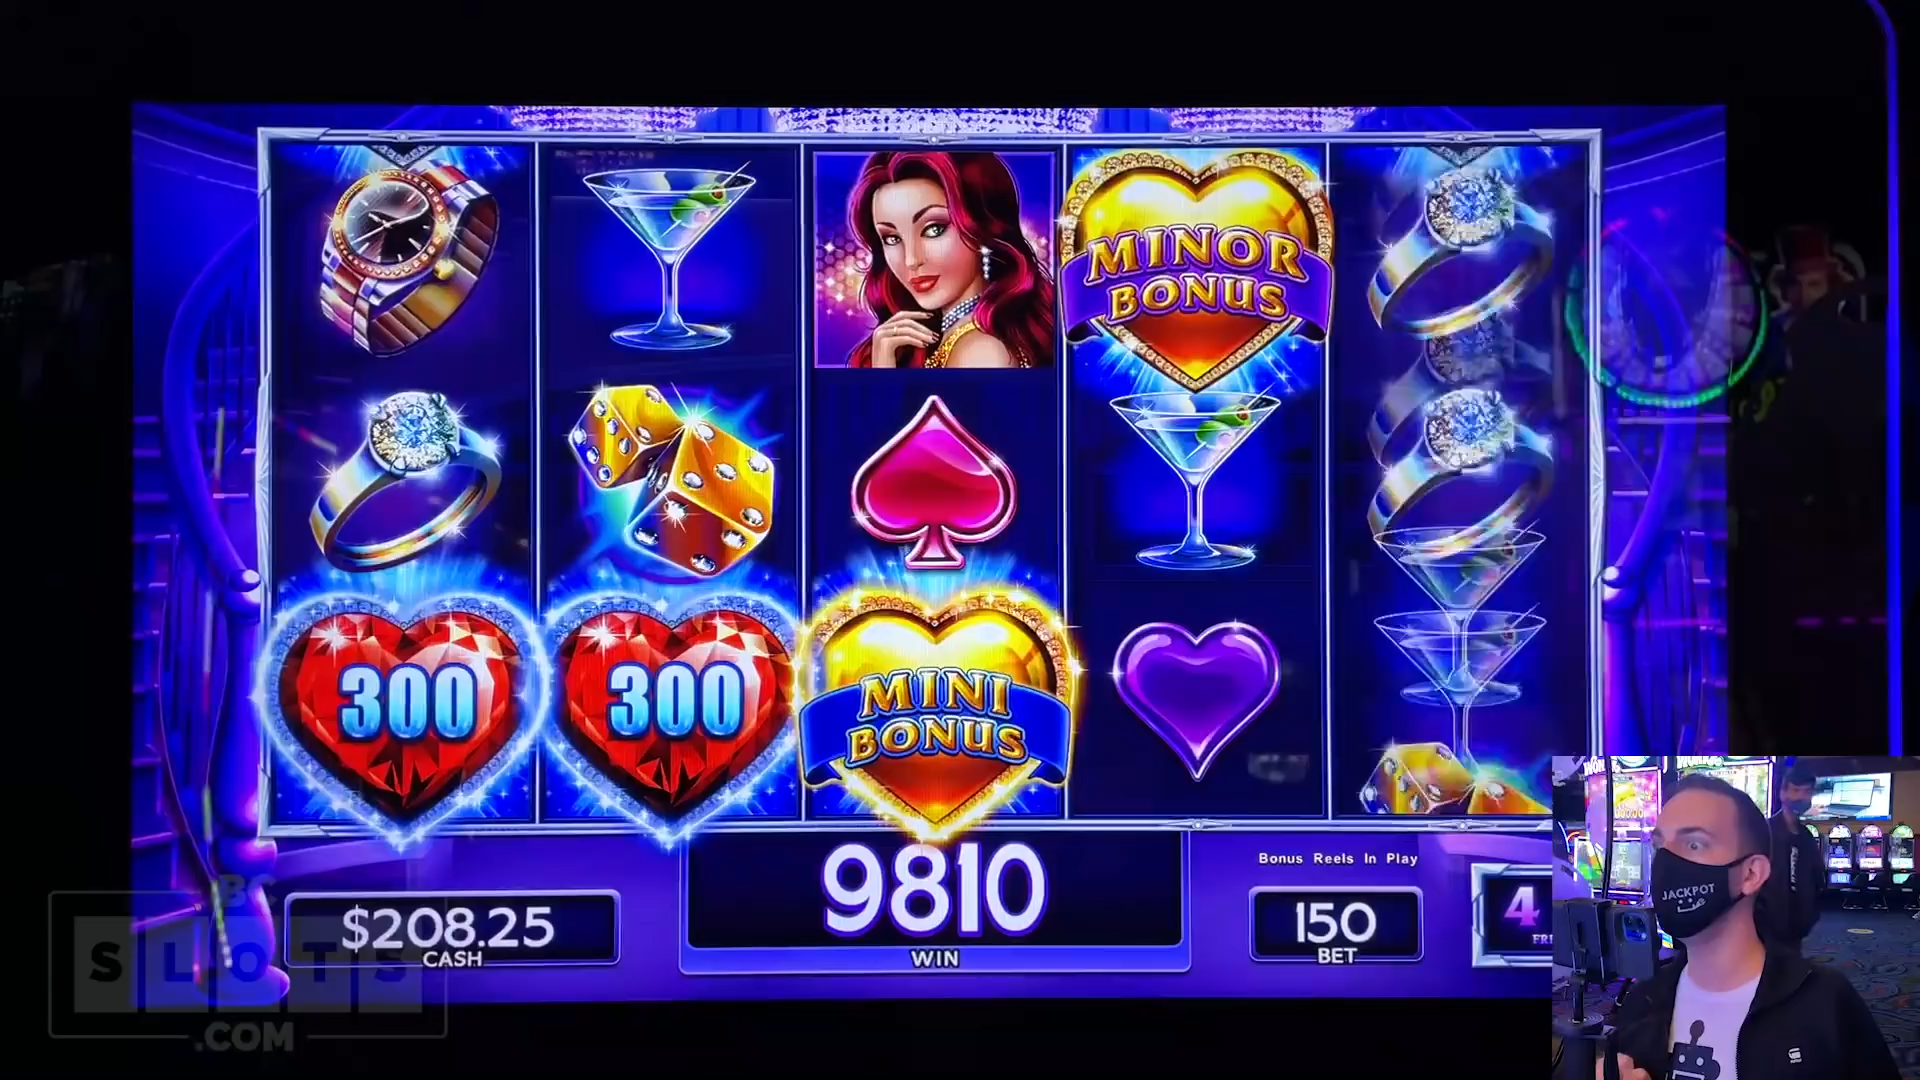 MINOR
BONUS
300
300
MINI
BONUS
9810
WIN
$208.25
CASH
Bonus Reels In Play
150
BET
4
JACKPOT
BC
SLOTS
.COM